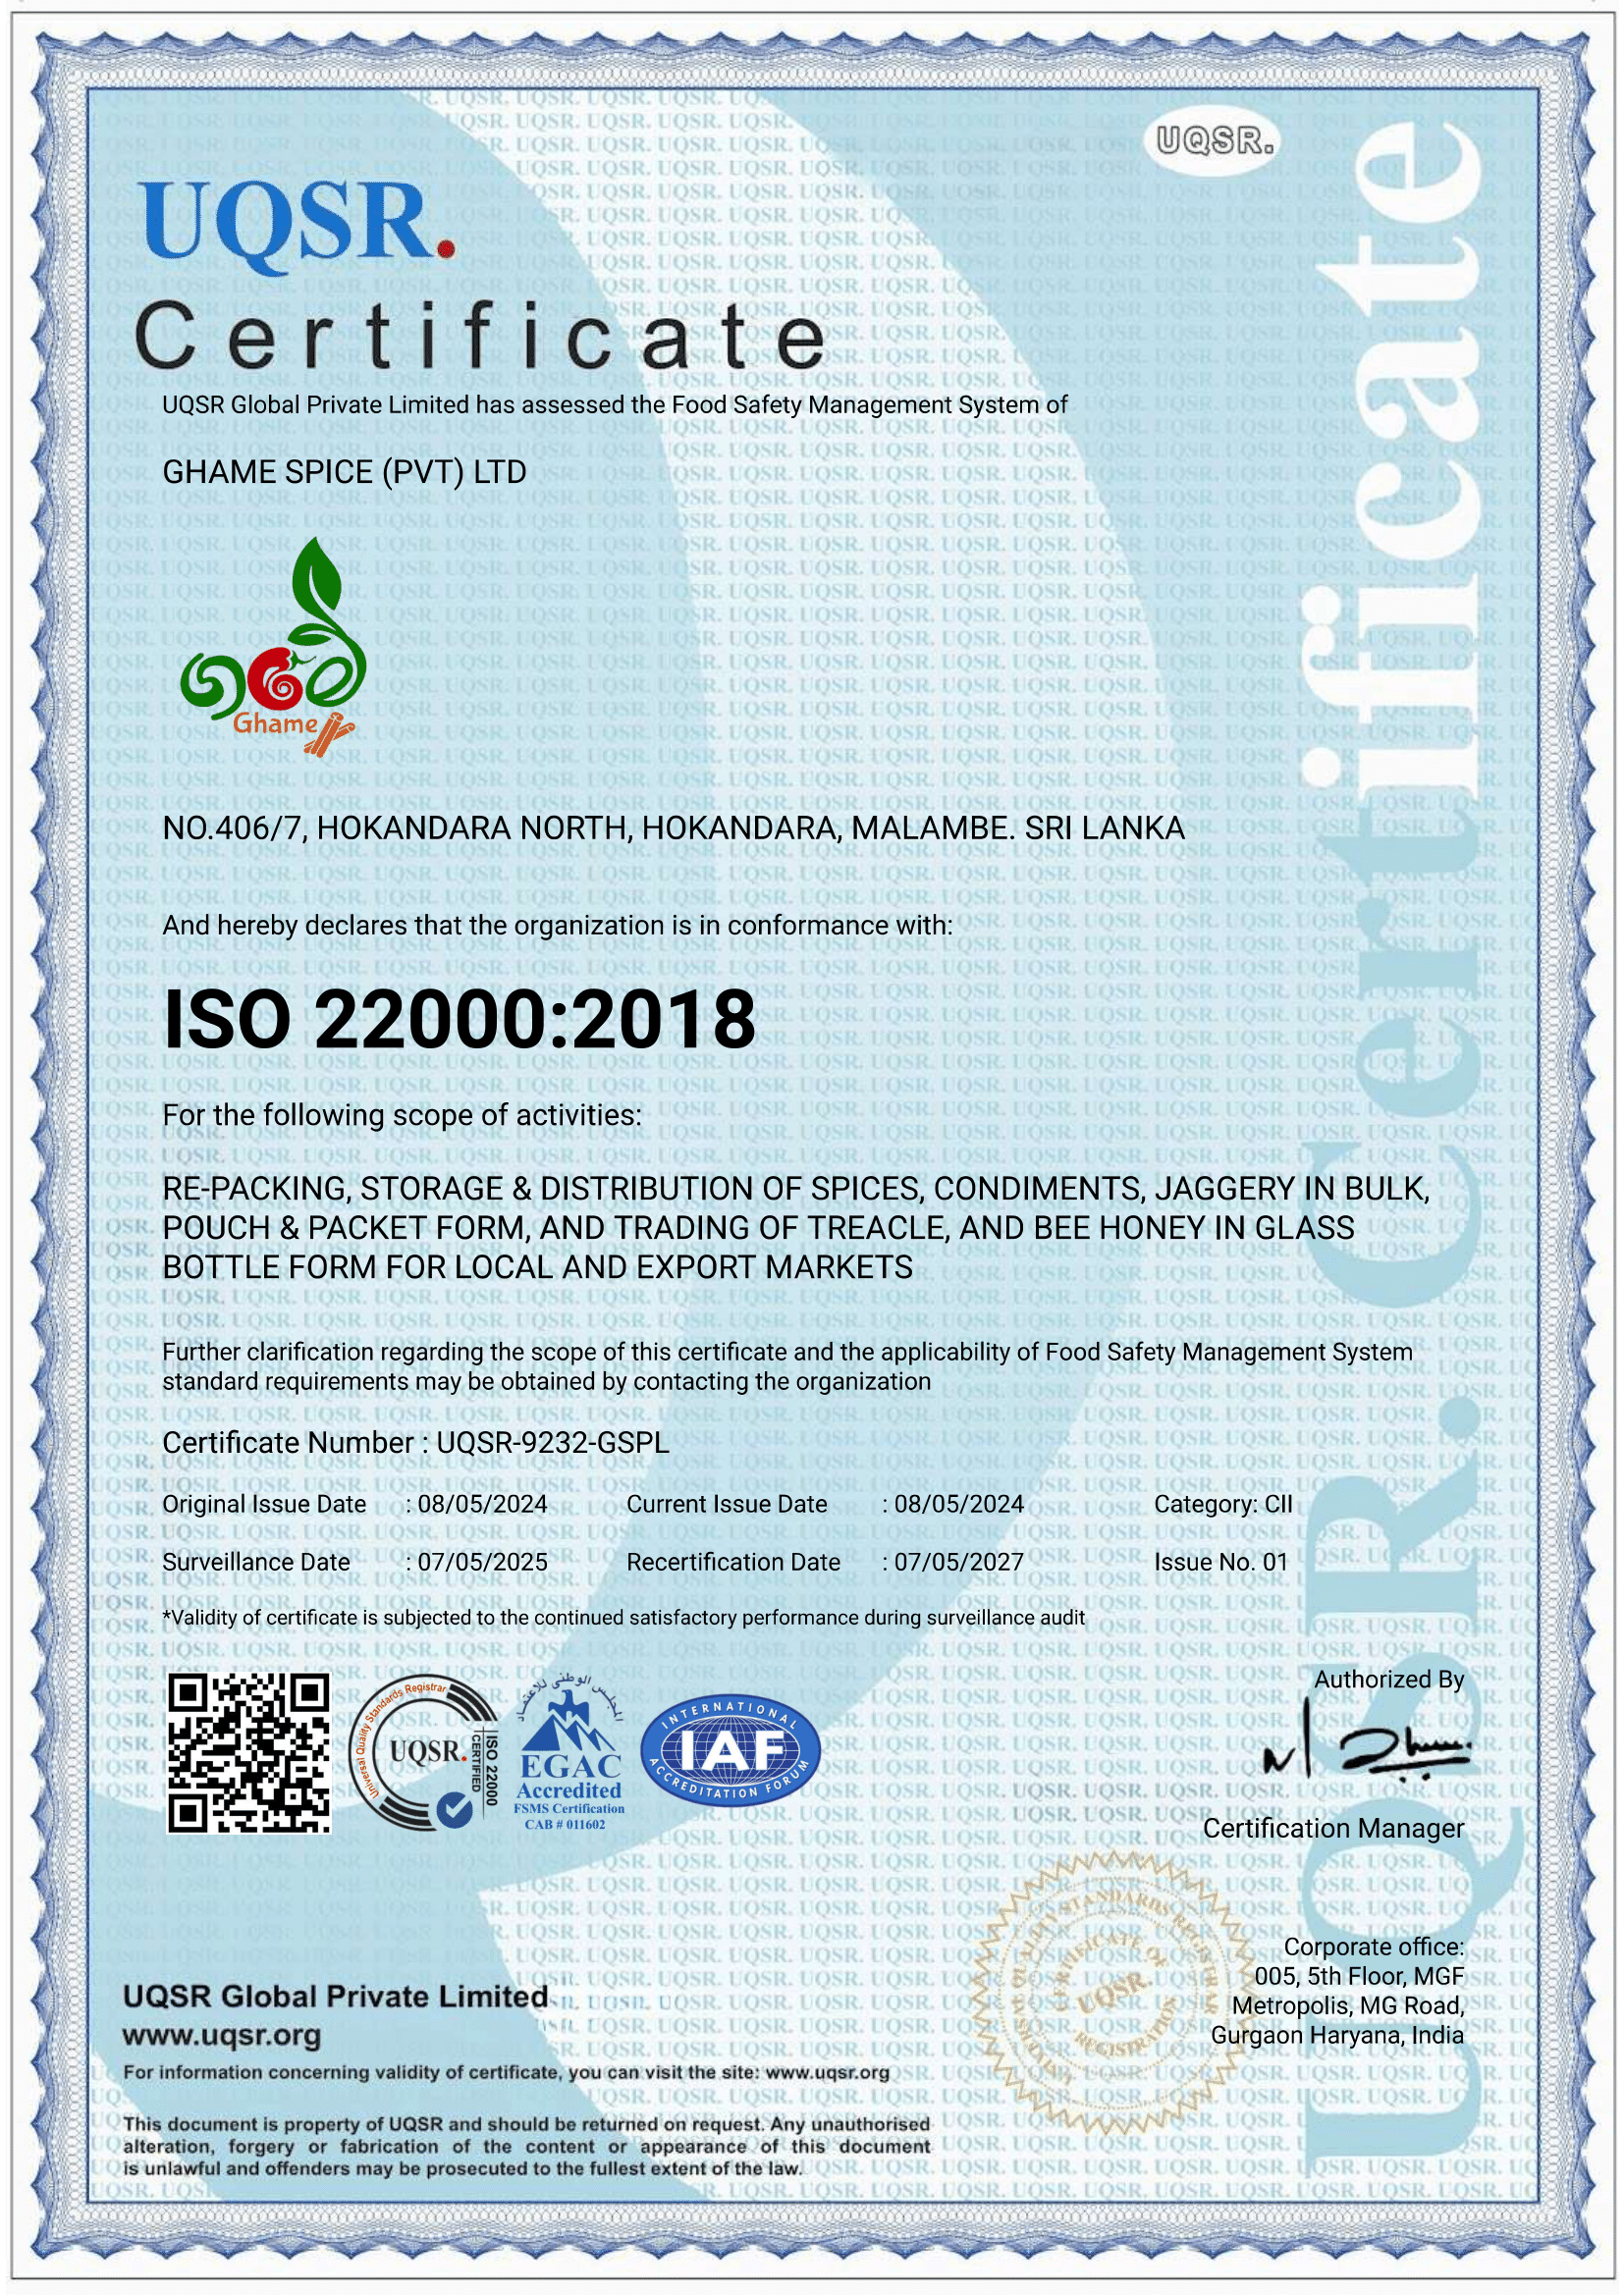 UQSR.
UQSR.
Certificate
UQSR Global Private Limited has assessed the Food Safety Management System of
GHAME SPICE (PVT) LTD
ගමේ
Ghame
NO.406/7, HOKANDARA NORTH, HOKANDARA, MALAMBE. SRI LANKA
And hereby declares that the organization is in conformance with:
ISO 22000:2018
For the following scope of activities:
RE-PACKING, STORAGE & DISTRIBUTION OF SPICES, CONDIMENTS, JAGGERY IN BULK,
POUCH & PACKET FORM, AND TRADING OF TREACLE, AND BEE HONEY IN GLASS
BOTTLE FORM FOR LOCAL AND EXPORT MARKETS
Further clarification regarding the scope of this certificate and the applicability of Food Safety Management System
standard requirements may be obtained by contacting the organization
Certificate Number : UQSR-9232-GSPL
Original Issue Date : 08/05/2024 Current Issue Date : 08/05/2024 Category: CII
Surveillance Date : 07/05/2025 Recertification Date : 07/05/2027 Issue No. 01
*Validity of certificate is subjected to the continued satisfactory performance during surveillance audit
Universal Quality Standards Registrar
UQSR.
ISO 22000
CERTIFIED
المجلس الوطني للاعتماد
EGAC
Accredited
FSMS Certification
CAB # 011602
INTERNATIONAL
IAF
ACCREDITATION FORUM
Authorized By
Certification Manager
STANDARDS REGISTRAR
CERTIFICATE OF
UQSR.
REGISTRATION
Corporate office:
005, 5th Floor, MGF
Metropolis, MG Road,
Gurgaon Haryana, India
UQSR Global Private Limited
www.uqsr.org
For information concerning validity of certificate, you can visit the site: www.uqsr.org
This document is property of UQSR and should be returned on request. Any unauthorised
alteration, forgery or fabrication of the content or appearance of this document
is unlawful and offenders may be prosecuted to the fullest extent of the law.
UQSR. Certificate